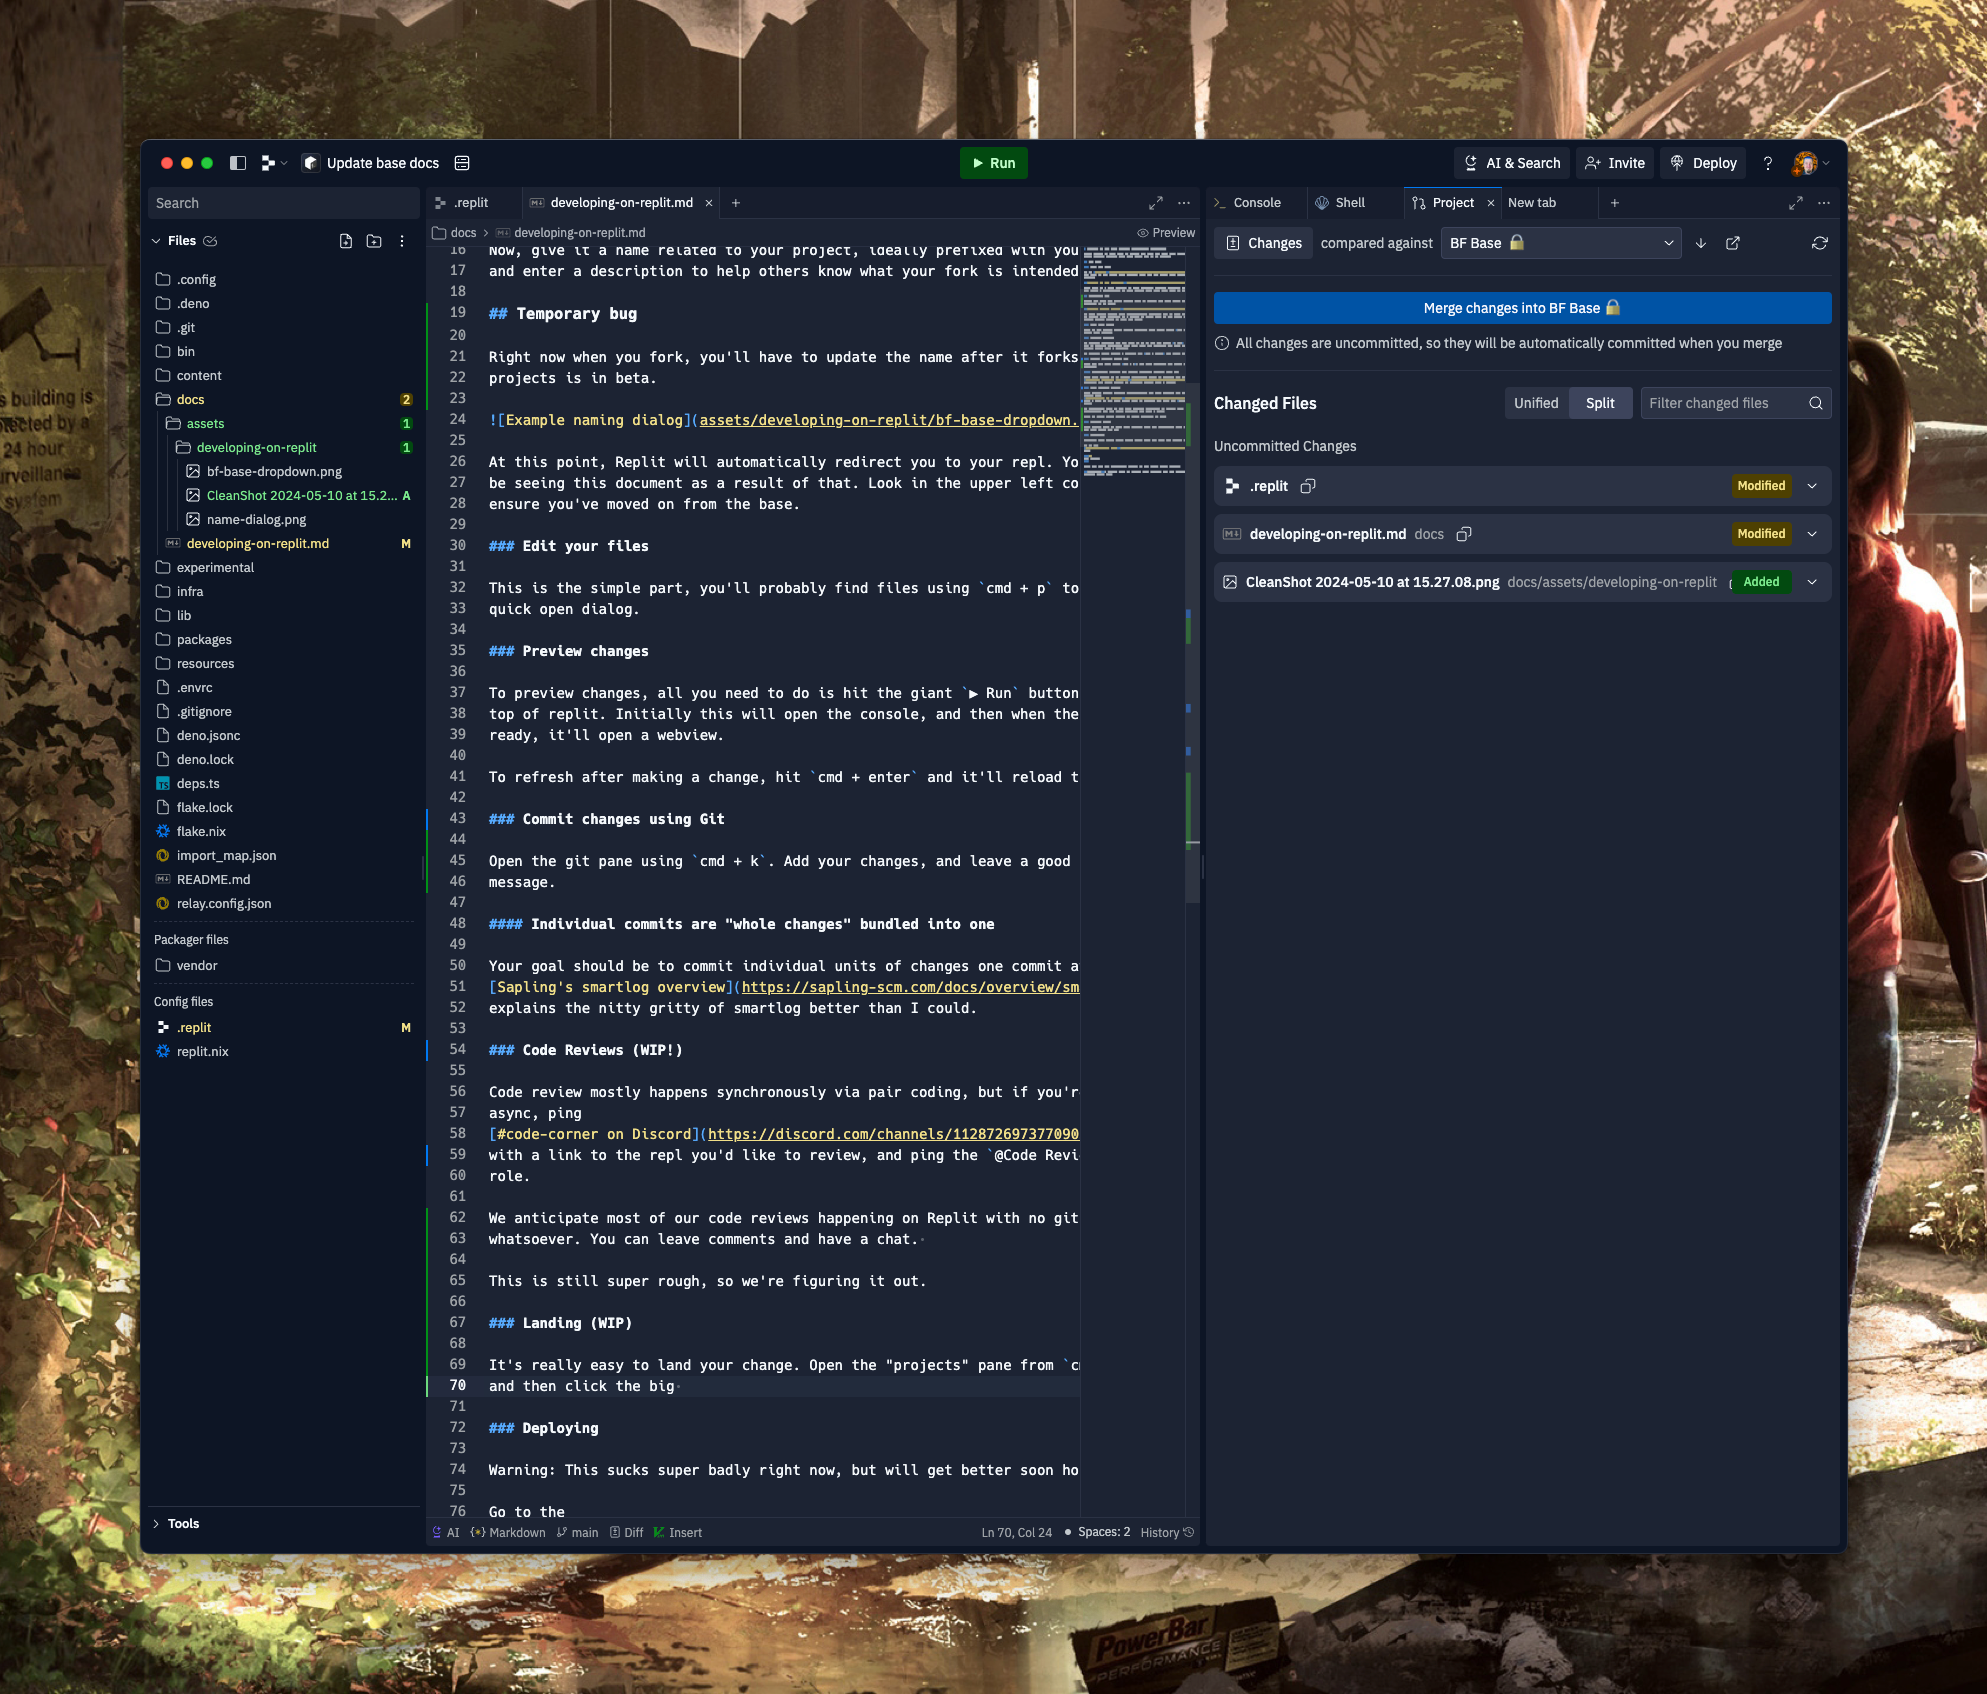 Update base docs
Run
AI & Search
Invite
Deploy
?
Search
Files
.config
.deno
.git
bin
content
docs 2
assets 1
developing-on-replit 1
bf-base-dropdown.png
CleanShot 2024-05-10 at 15.2... A
name-dialog.png
developing-on-replit.md M
experimental
infra
lib
packages
resources
.envrc
.gitignore
deno.jsonc
deno.lock
deps.ts
flake.lock
flake.nix
import_map.json
README.md
relay.config.json
Packager files
vendor
Config files
.replit M
replit.nix
Tools
.replit
developing-on-replit.md
docs > developing-on-replit.md
Preview
16 Now, give it a name related to your project, ideally prefixed with you
17 and enter a description to help others know what your fork is intended
18
19 ## Temporary bug
20
21 Right now when you fork, you'll have to update the name after it forks
22 projects is in beta.
23
24 ![Example naming dialog](assets/developing-on-replit/bf-base-dropdown.
25
26 At this point, Replit will automatically redirect you to your repl. Yo
27 be seeing this document as a result of that. Look in the upper left co
28 ensure you've moved on from the base.
29
30 ### Edit your files
31
32 This is the simple part, you'll probably find files using `cmd + p` to
33 quick open dialog.
34
35 ### Preview changes
36
37 To preview changes, all you need to do is hit the giant `▶ Run` button
38 top of replit. Initially this will open the console, and then when the
39 ready, it'll open a webview.
40
41 To refresh after making a change, hit `cmd + enter` and it'll reload t
42
43 ### Commit changes using Git
44
45 Open the git pane using `cmd + k`. Add your changes, and leave a good
46 message.
47
48 #### Individual commits are "whole changes" bundled into one
49
50 Your goal should be to commit individual units of changes one commit a
51 [Sapling's smartlog overview](https://sapling-scm.com/docs/overview/sm
52 explains the nitty gritty of smartlog better than I could.
53
54 ### Code Reviews (WIP!)
55
56 Code review mostly happens synchronously via pair coding, but if you'r
57 async, ping
58 [#code-corner on Discord](https://discord.com/channels/112872697377090
59 with a link to the repl you'd like to review, and ping the `@Code Revi
60 role.
61
62 We anticipate most of our code reviews happening on Replit with no git
63 whatsoever. You can leave comments and have a chat.
64
65 This is still super rough, so we're figuring it out.
66
67 ### Landing (WIP)
68
69 It's really easy to land your change. Open the "projects" pane from `c
70 and then click the big
71
72 ### Deploying
73
74 Warning: This sucks super badly right now, but will get better soon ho
75
76 Go to the
AI
Markdown
main
Diff
Insert
Ln 70, Col 24
Spaces: 2
History
Console
Shell
Project
New tab
Changes compared against BF Base 🔒
Merge changes into BF Base 🔒
All changes are uncommitted, so they will be automatically committed when you merge
Changed Files
Unified
Split
Filter changed files
Uncommitted Changes
.replit Modified
developing-on-replit.md docs Modified
CleanShot 2024-05-10 at 15.27.08.png docs/assets/developing-on-replit Added
s building is
ected by a
24 hour
urveillance
system
PowerBar
PERFORMANCE